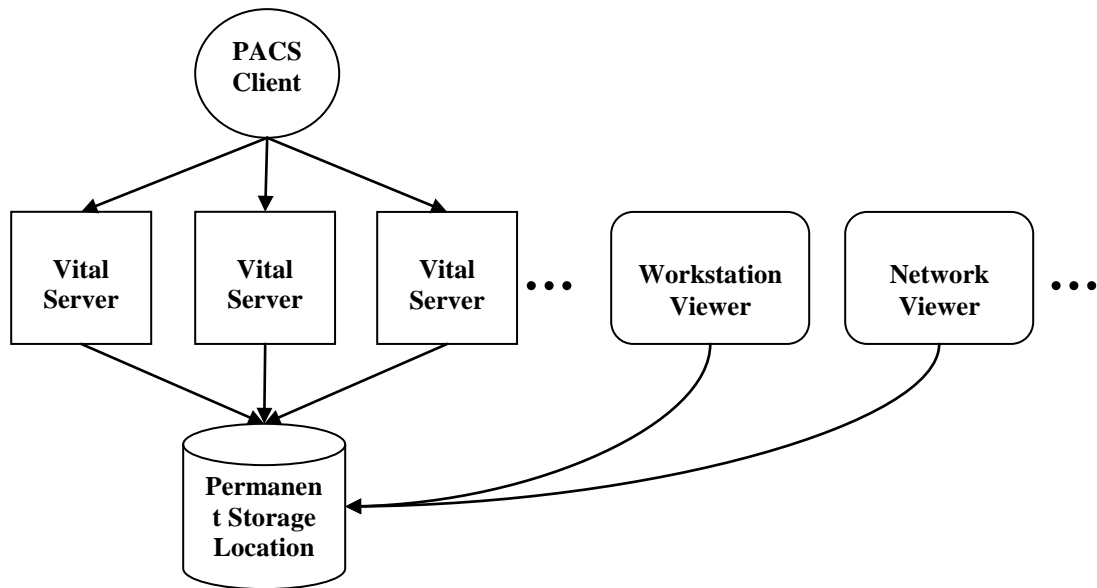 PACS
Client
Vital
Server
Vital
Server
Vital
Server
...
Workstation
Viewer
Network
Viewer
...
Permanen
t Storage
Location